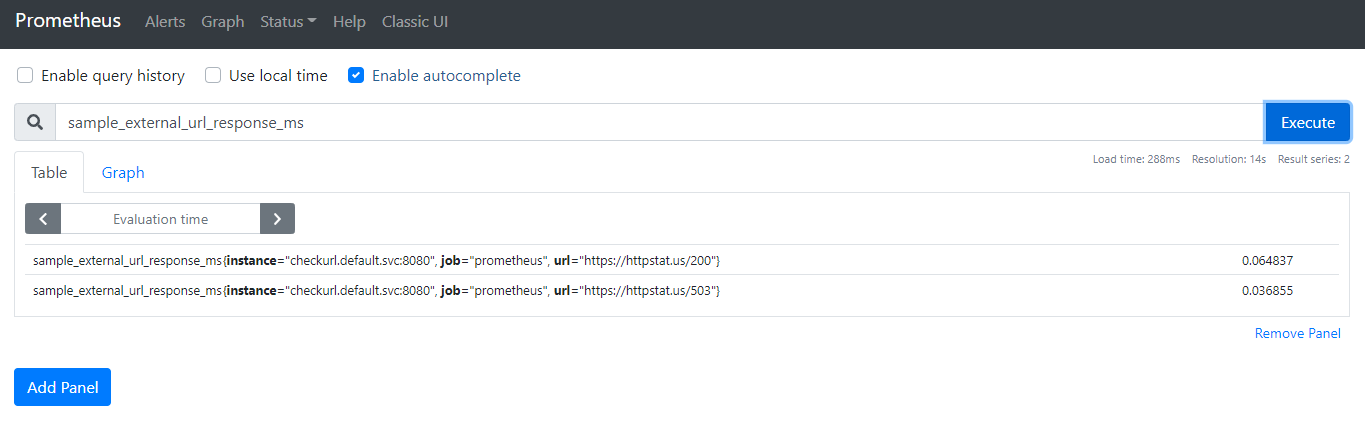 Prometheus Alerts Graph Status Help Classic UI
Enable query history Use local time Enable autocomplete
sample_external_url_response_ms Execute
Load time: 288ms Resolution: 14s Result series: 2
Table Graph
Evaluation time
sample_external_url_response_ms{instance="checkurl.default.svc:8080", job="prometheus", url="https://httpstat.us/200"} 0.064837
sample_external_url_response_ms{instance="checkurl.default.svc:8080", job="prometheus", url="https://httpstat.us/503"} 0.036855
Remove Panel
Add Panel